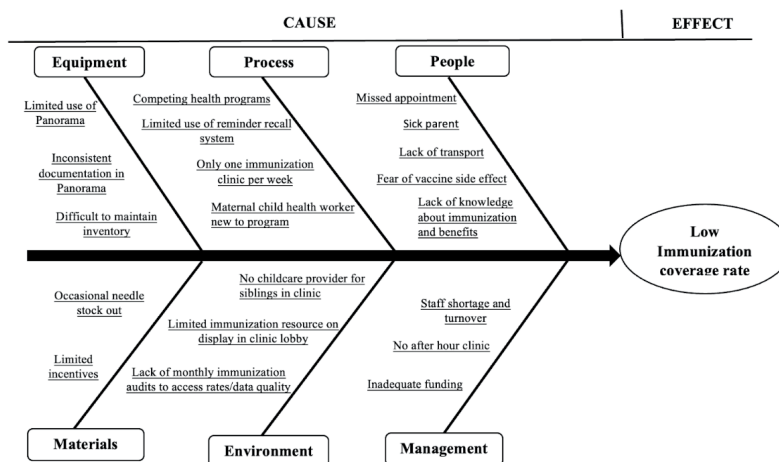 CAUSE
EFFECT
Equipment
Process
People
Limited use of
Panorama
Inconsistent
documentation in
Panorama
Difficult to maintain
inventory
Competing health programs
Limited use of reminder recall
system
Only one immunization
clinic per week
Maternal child health worker
new to program
Missed appointment
Sick parent
Lack of transport
Fear of vaccine side effect
Lack of knowledge
about immunization
and benefits
Low
Immunization
coverage rate
Occasional needle
stock out
Limited
incentives
No childcare provider for
siblings in clinic
Limited immunization resource on
display in clinic lobby
Lack of monthly immunization
audits to access rates/data quality
Staff shortage and
turnover
No after hour clinic
Inadequate funding
Materials
Environment
Management